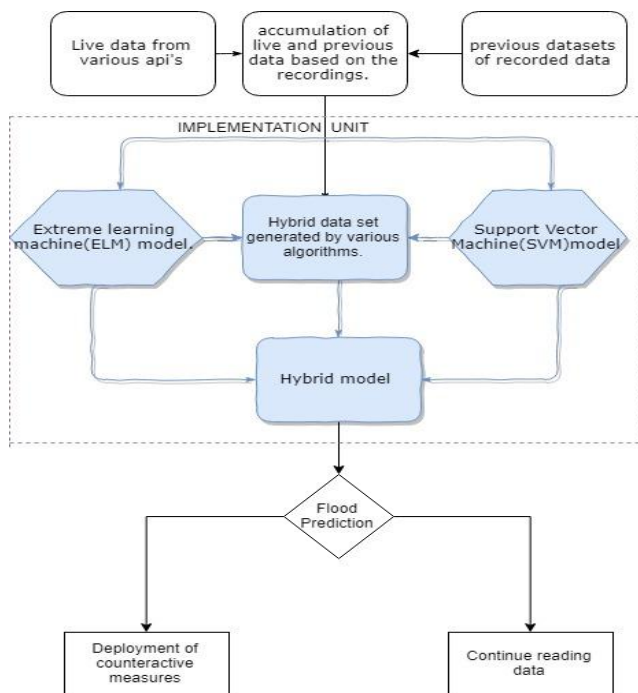 Live data from
various api's
accumulation of
live and previous
data based on the
recordings.
previous datasets
of recorded data
IMPLEMENTATION UNIT
Extreme learning
machine(ELM) model.
Hybrid data set
generated by various
algorithms.
Support Vector
Machine(SVM)model
Hybrid model
Flood
Prediction
Deployment of
counteractive
measures
Continue reading
data